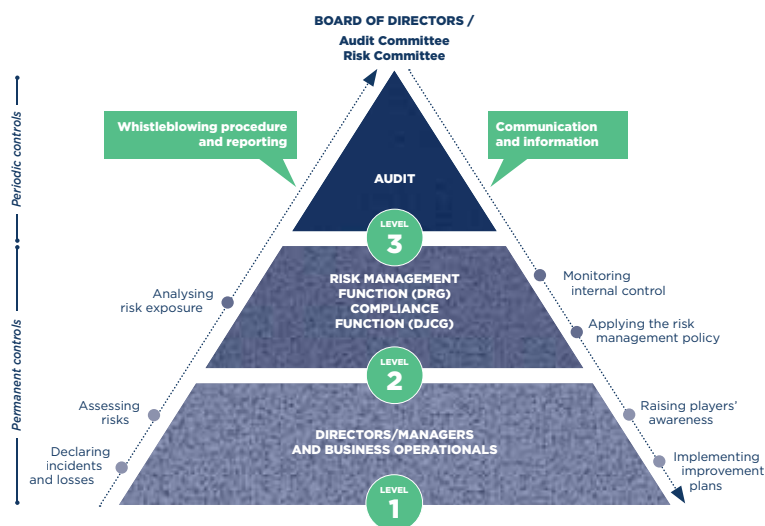 BOARD OF DIRECTORS /
Audit Committee
Risk Committee
Periodic controls
Whistleblowing procedure
and reporting
Communication
and information
AUDIT
LEVEL
3
Permanent controls
Analysing
risk exposure
RISK MANAGEMENT
FUNCTION (DRG)
COMPLIANCE
FUNCTION (DJCG)
Monitoring
internal control
Applying the risk
management policy
LEVEL
2
Assessing
risks
Declaring
incidents
and losses
DIRECTORS/MANAGERS
AND BUSINESS OPERATIONALS
Raising players'
awareness
Implementing
improvement
plans
LEVEL
1